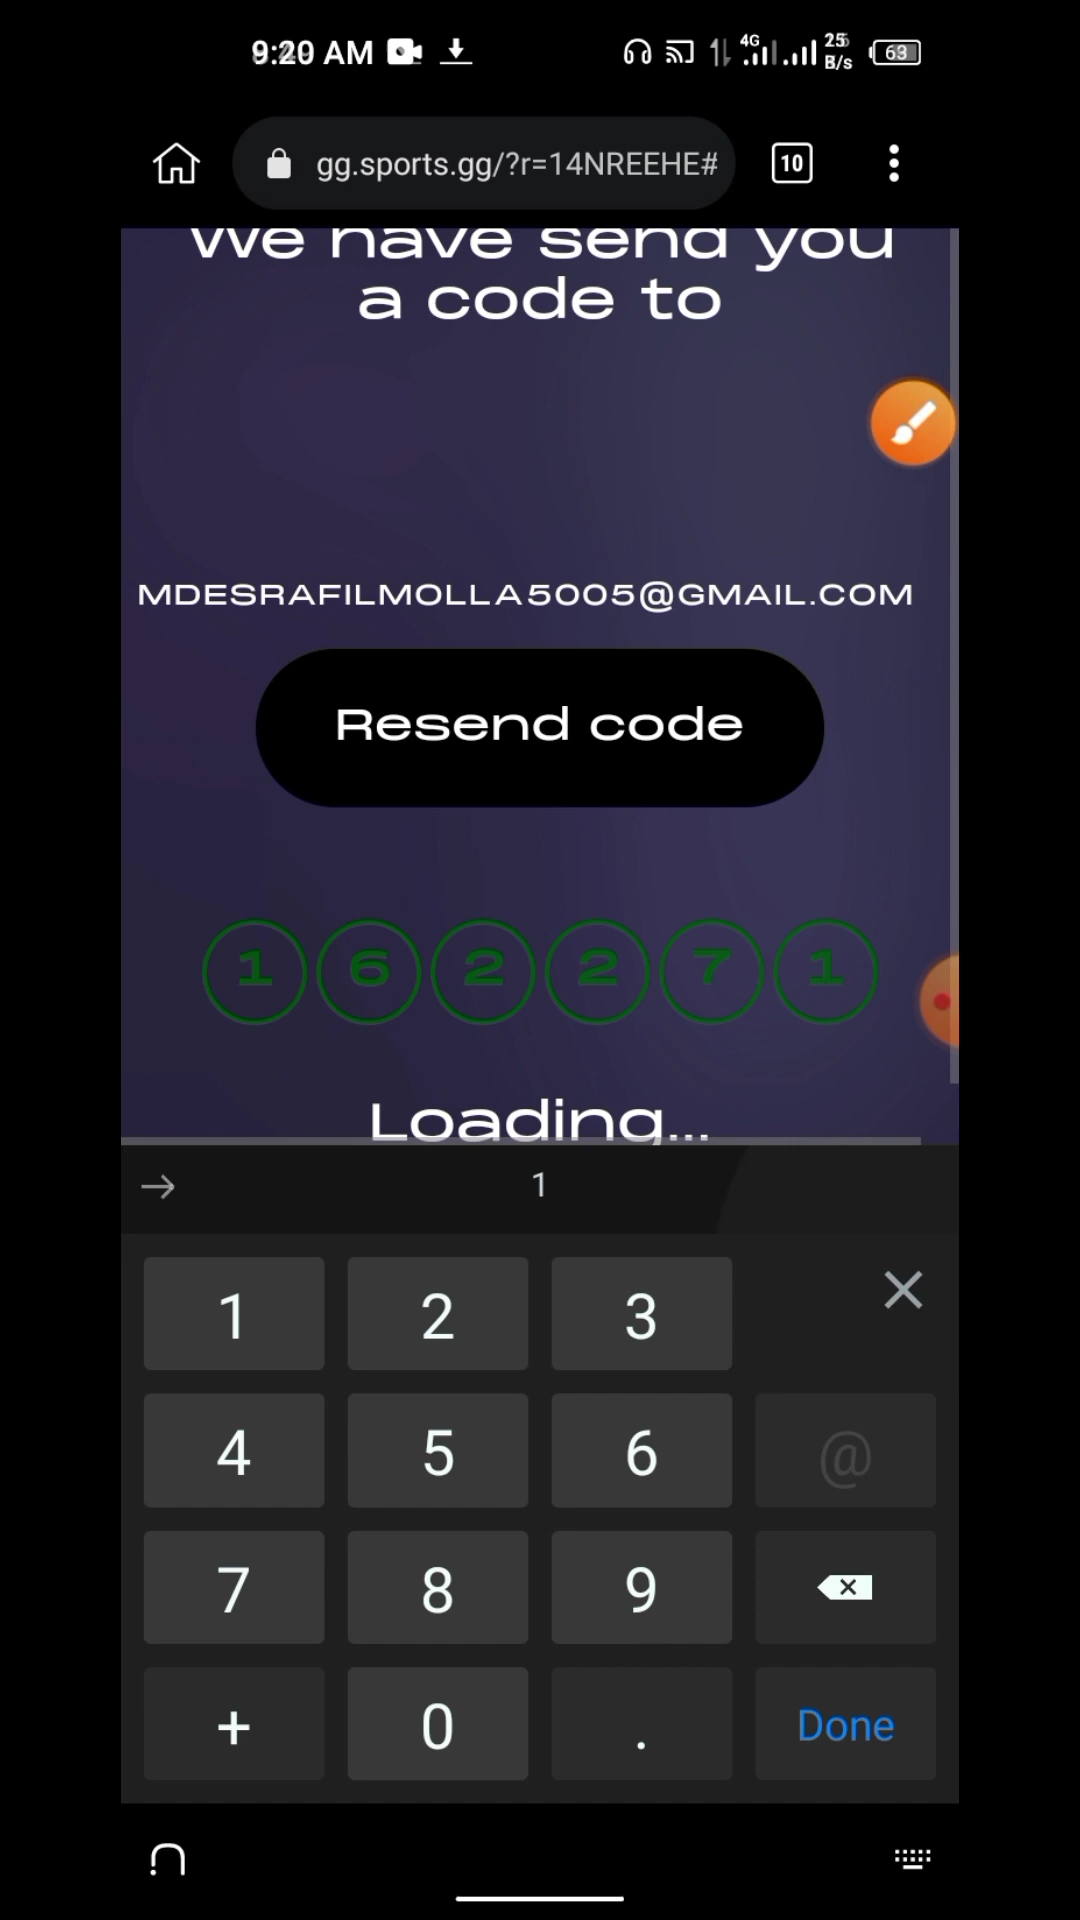 9:20 AM
4G
B/s
63
gg.sports.gg/?r=14NREEHE#
10
We have send you
a code to
MDESRAFILMOLLA5005@GMAIL.COM
Resend code
1 6 2 2 7 1
Loading...
1
1 2 3
4 5 6 @
7 8 9
+ 0 . Done